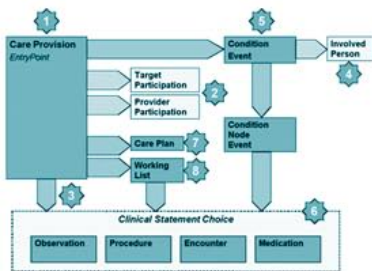 1
Care Provision
EntryPoint
5
Condition
Event
Involved
Person
4
Target
Participation
2
Provider
Participation
Condition
Node
Event
Care Plan
7
Working
List
8
3
6
Clinical Statement Choice
Observation
Procedure
Encounter
Medication